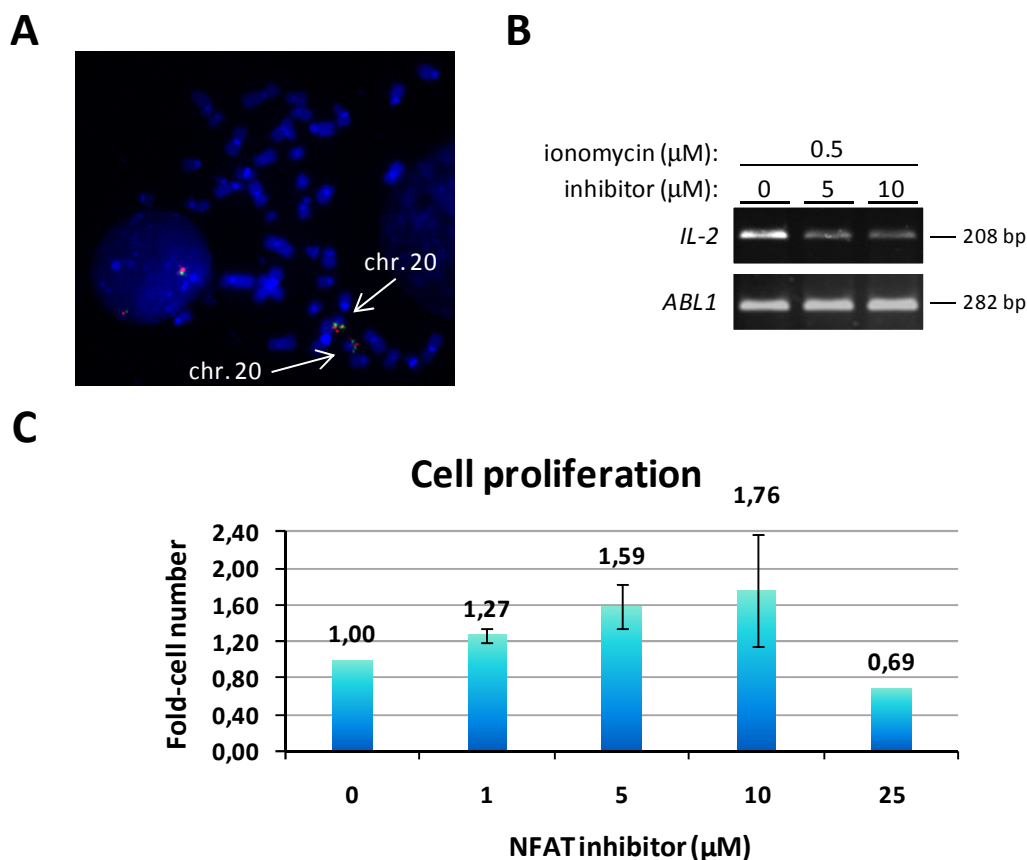 A
chr. 20
chr. 20
B
ionomycin (µM): 0.5
inhibitor (µM): 0 5 10
IL-2 208 bp
ABL1 282 bp
C
Cell proliferation
Fold-cell number
2,40
2,00
1,60
1,20
0,80
0,40
0,00
1,00
1,27
1,59
1,76
0,69
0 1 5 10 25
NFAT inhibitor (µM)